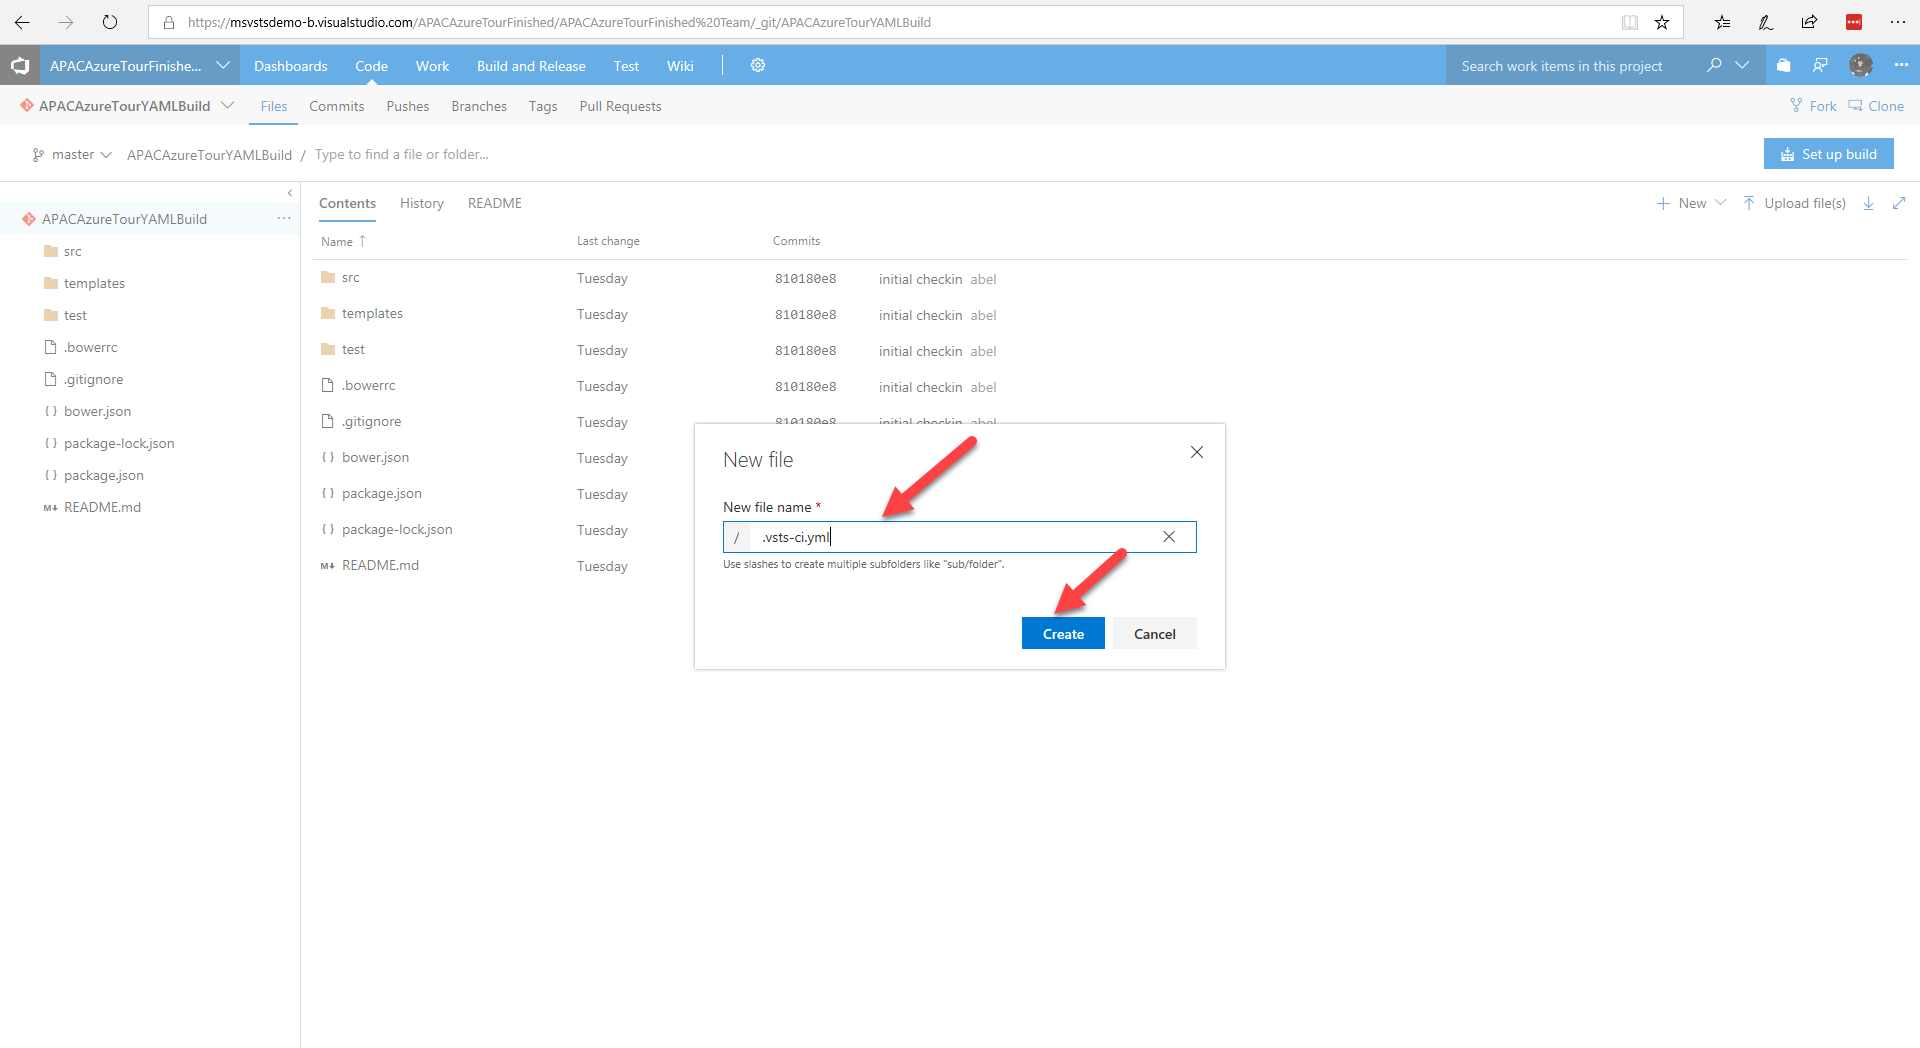 https://msvstsdemo-b.visualstudio.com/APACAzureTourFinished/APACAzureTourFinished%20Team/_git/APACAzureTourYAMLBuild
APACAzureTourFinishe... Dashboards Code Work Build and Release Test Wiki Search work items in this project
APACAzureTourYAMLBuild Files Commits Pushes Branches Tags Pull Requests Fork Clone
master APACAzureTourYAMLBuild / Type to find a file or folder... Set up build
APACAzureTourYAMLBuild
src
templates
test
.bowerrc
.gitignore
{ } bower.json
{ } package-lock.json
{ } package.json
M↓ README.md
Contents History README New Upload file(s)
Name ↑ Last change Commits
src Tuesday 810180e8 initial checkin abel
templates Tuesday 810180e8 initial checkin abel
test Tuesday 810180e8 initial checkin abel
.bowerrc Tuesday 810180e8 initial checkin abel
.gitignore Tuesday 810180e8 initial checkin abel
{ } bower.json Tuesday
{ } package.json Tuesday
{ } package-lock.json Tuesday
M↓ README.md Tuesday
New file
New file name *
/ .vsts-ci.yml
Use slashes to create multiple subfolders like "sub/folder".
Create Cancel